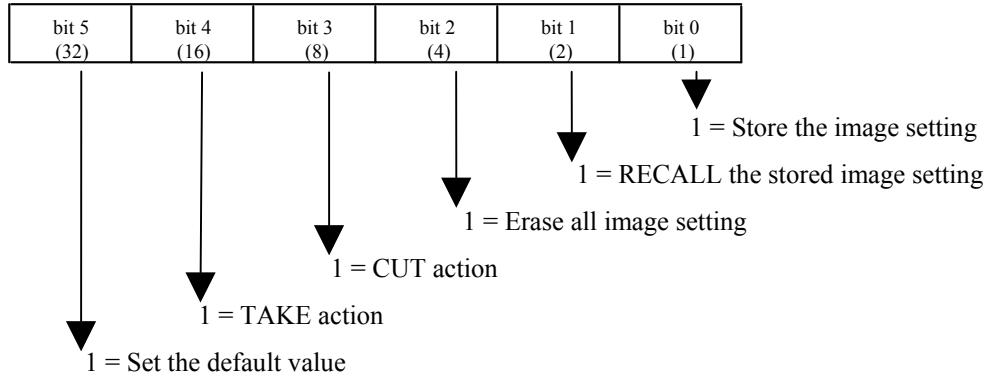 bit 5 bit 4 bit 3 bit 2 bit 1 bit 0
(32) (16) (8) (4) (2) (1)
1 = Store the image setting
1 = RECALL the stored image setting
1 = Erase all image setting
1 = CUT action
1 = TAKE action
1 = Set the default value